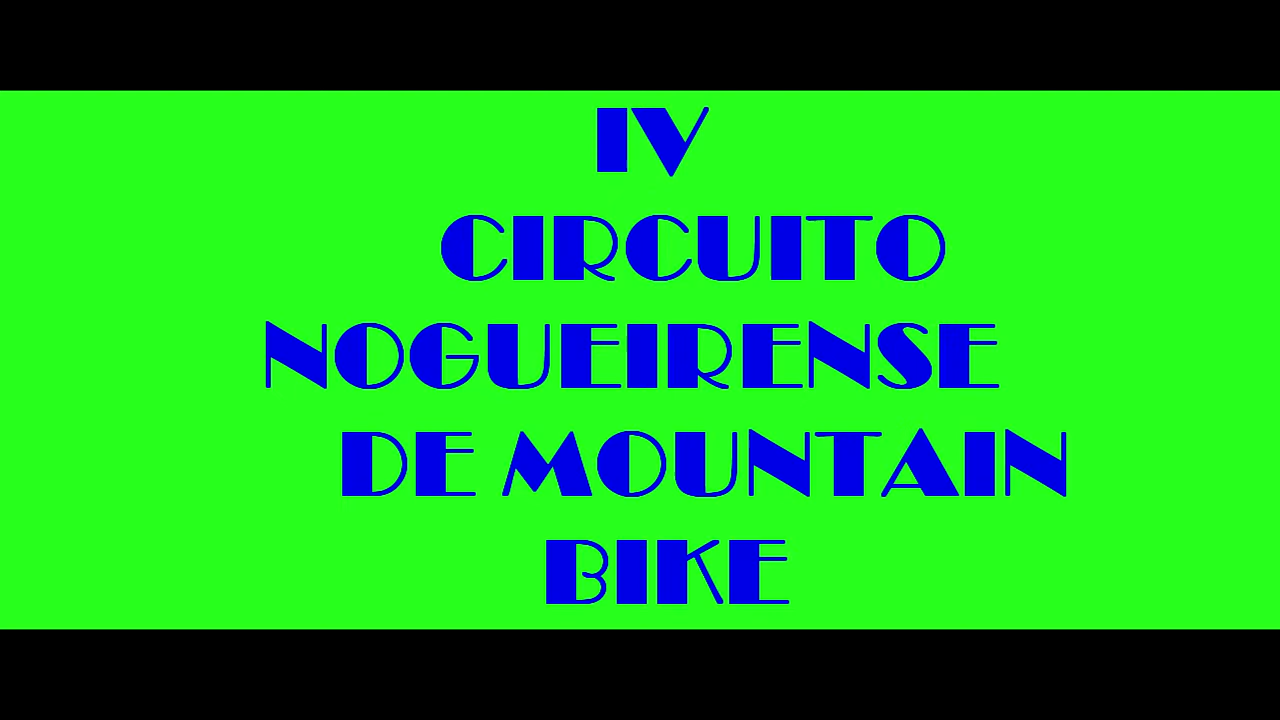 IV
CIRCUITO
NOGUEIRENSE
DE MOUNTAIN
BIKE